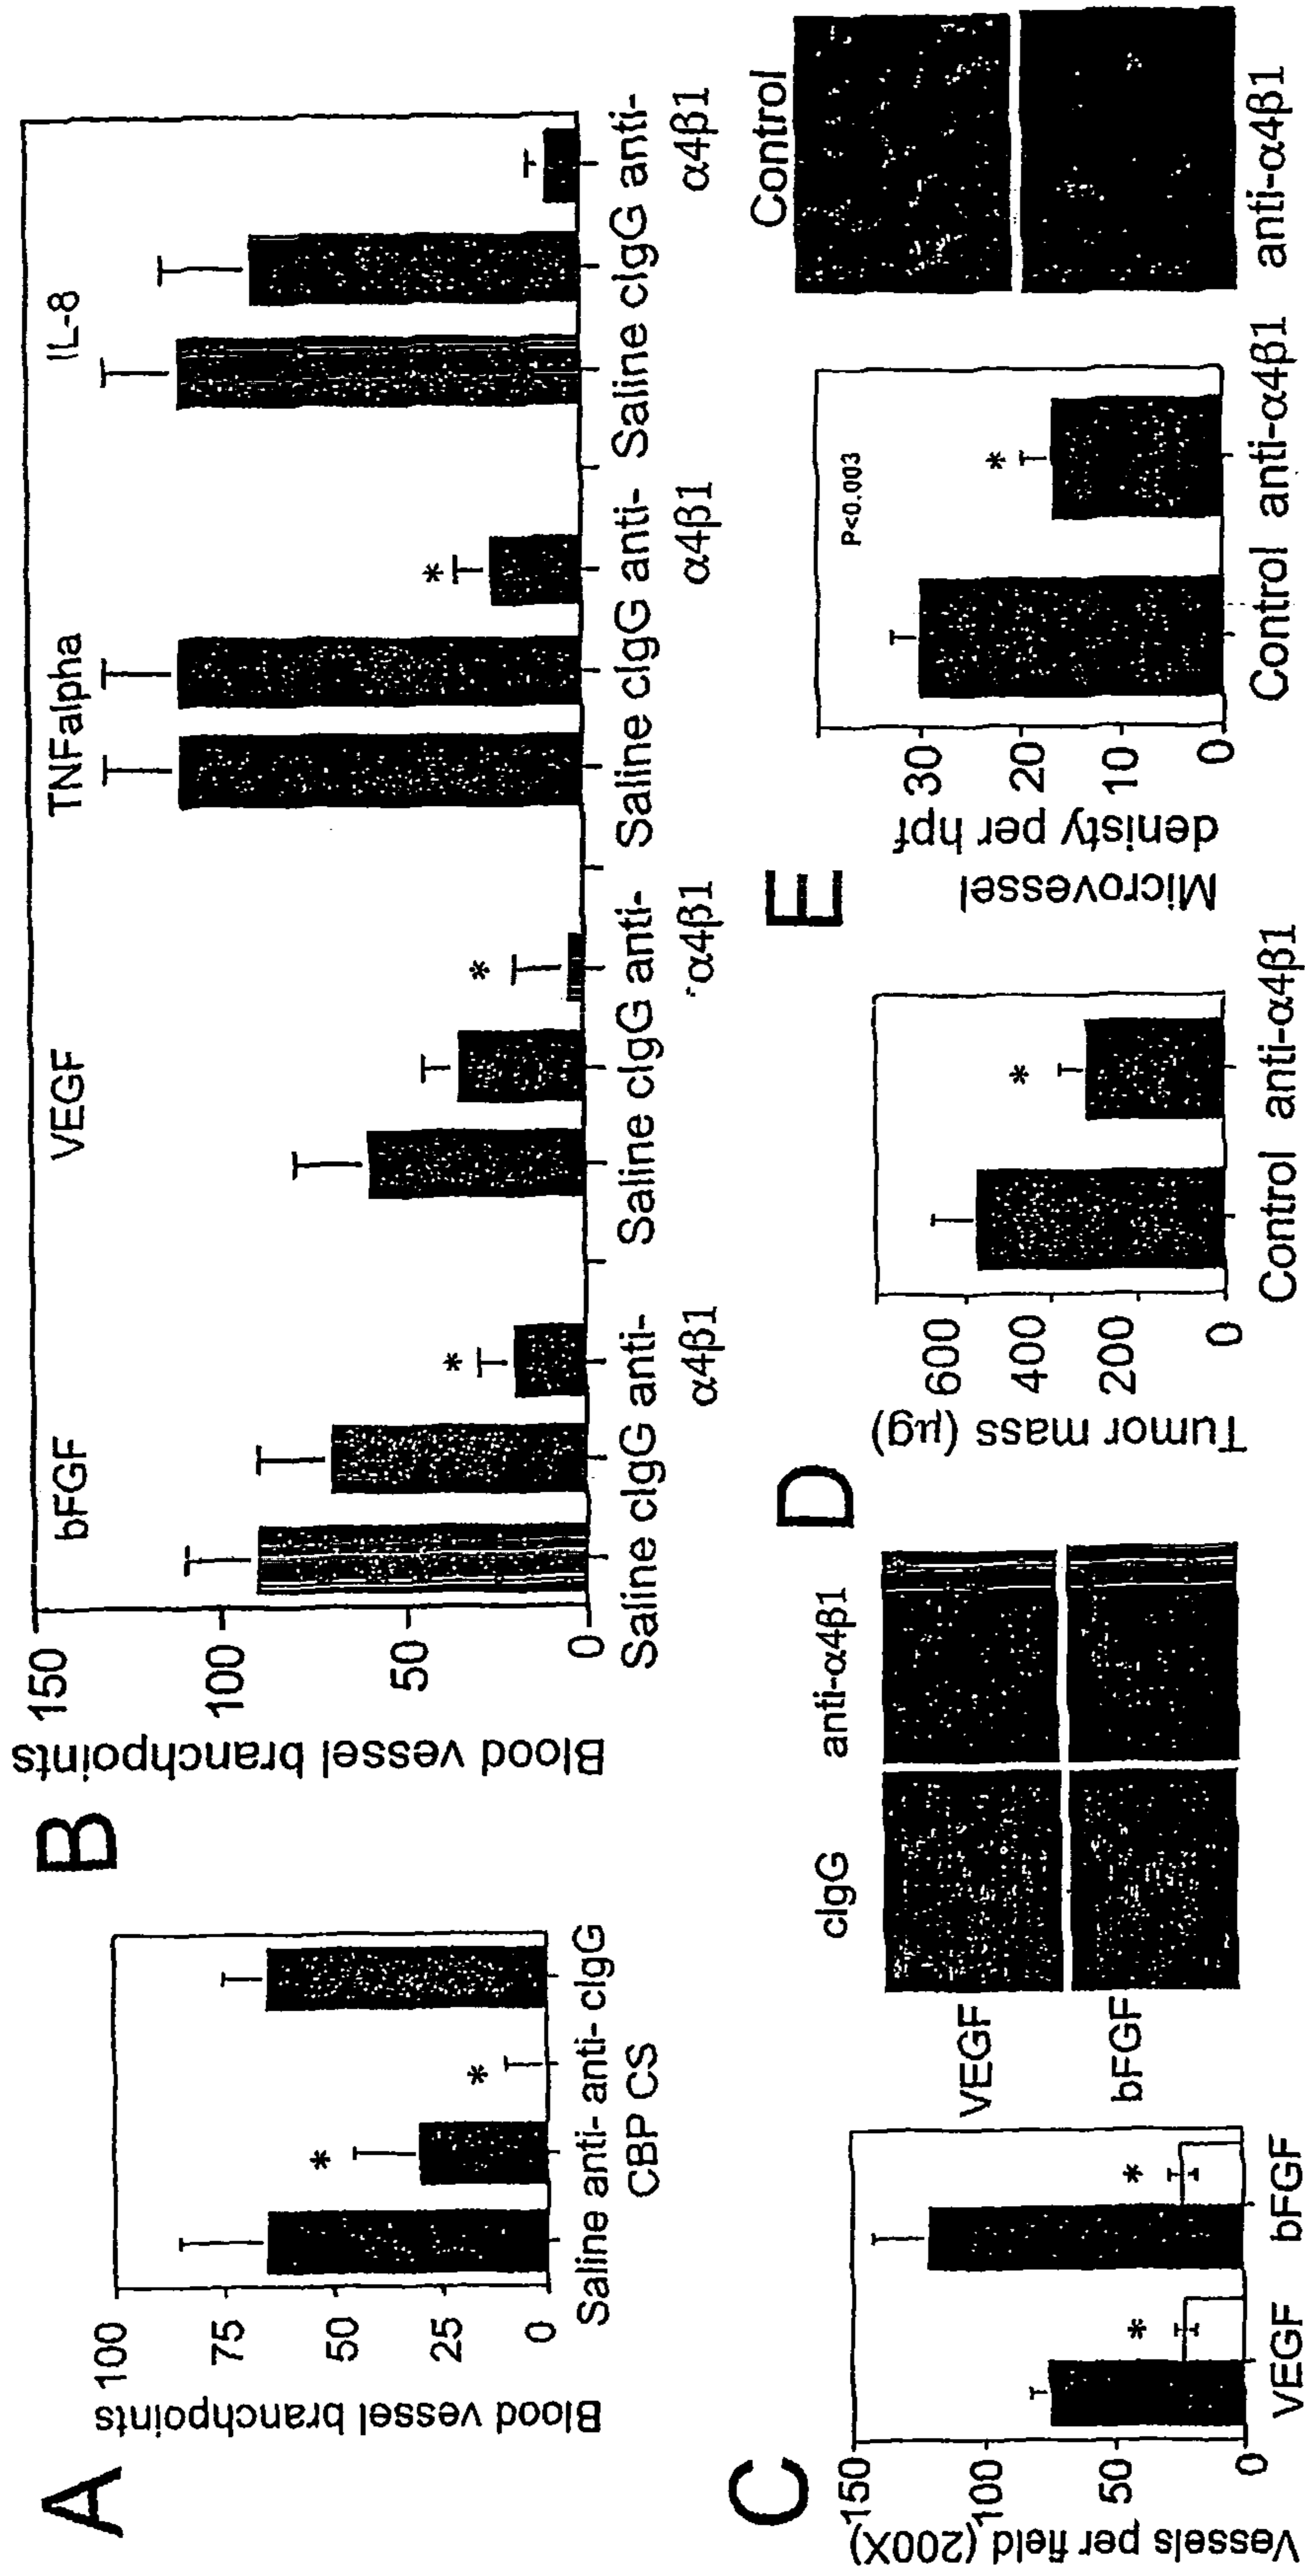 A
Blood vessel branchpoints
100
75
50
25
0
*
*
Saline anti- anti- cIgG
CBP CS
B
Blood vessel branchpoints
150
100
50
0
bFGF
VEGF
TNFalpha
IL-8
*
*
*
Saline cIgG anti-
α4β1
Saline cIgG anti-
α4β1
Saline cIgG anti-
α4β1
Saline cIgG anti-
α4β1
C
Vessels per field (200X)
150
100
50
0
*
*
VEGF bFGF
cIgG anti-α4β1
VEGF
bFGF
D
Tumor mass (μg)
600
400
200
0
*
Control anti-α4β1
E
Microvessel
denisty per hpf
30
20
10
0
P<0.003
*
Control anti-α4β1
Control
anti-α4β1